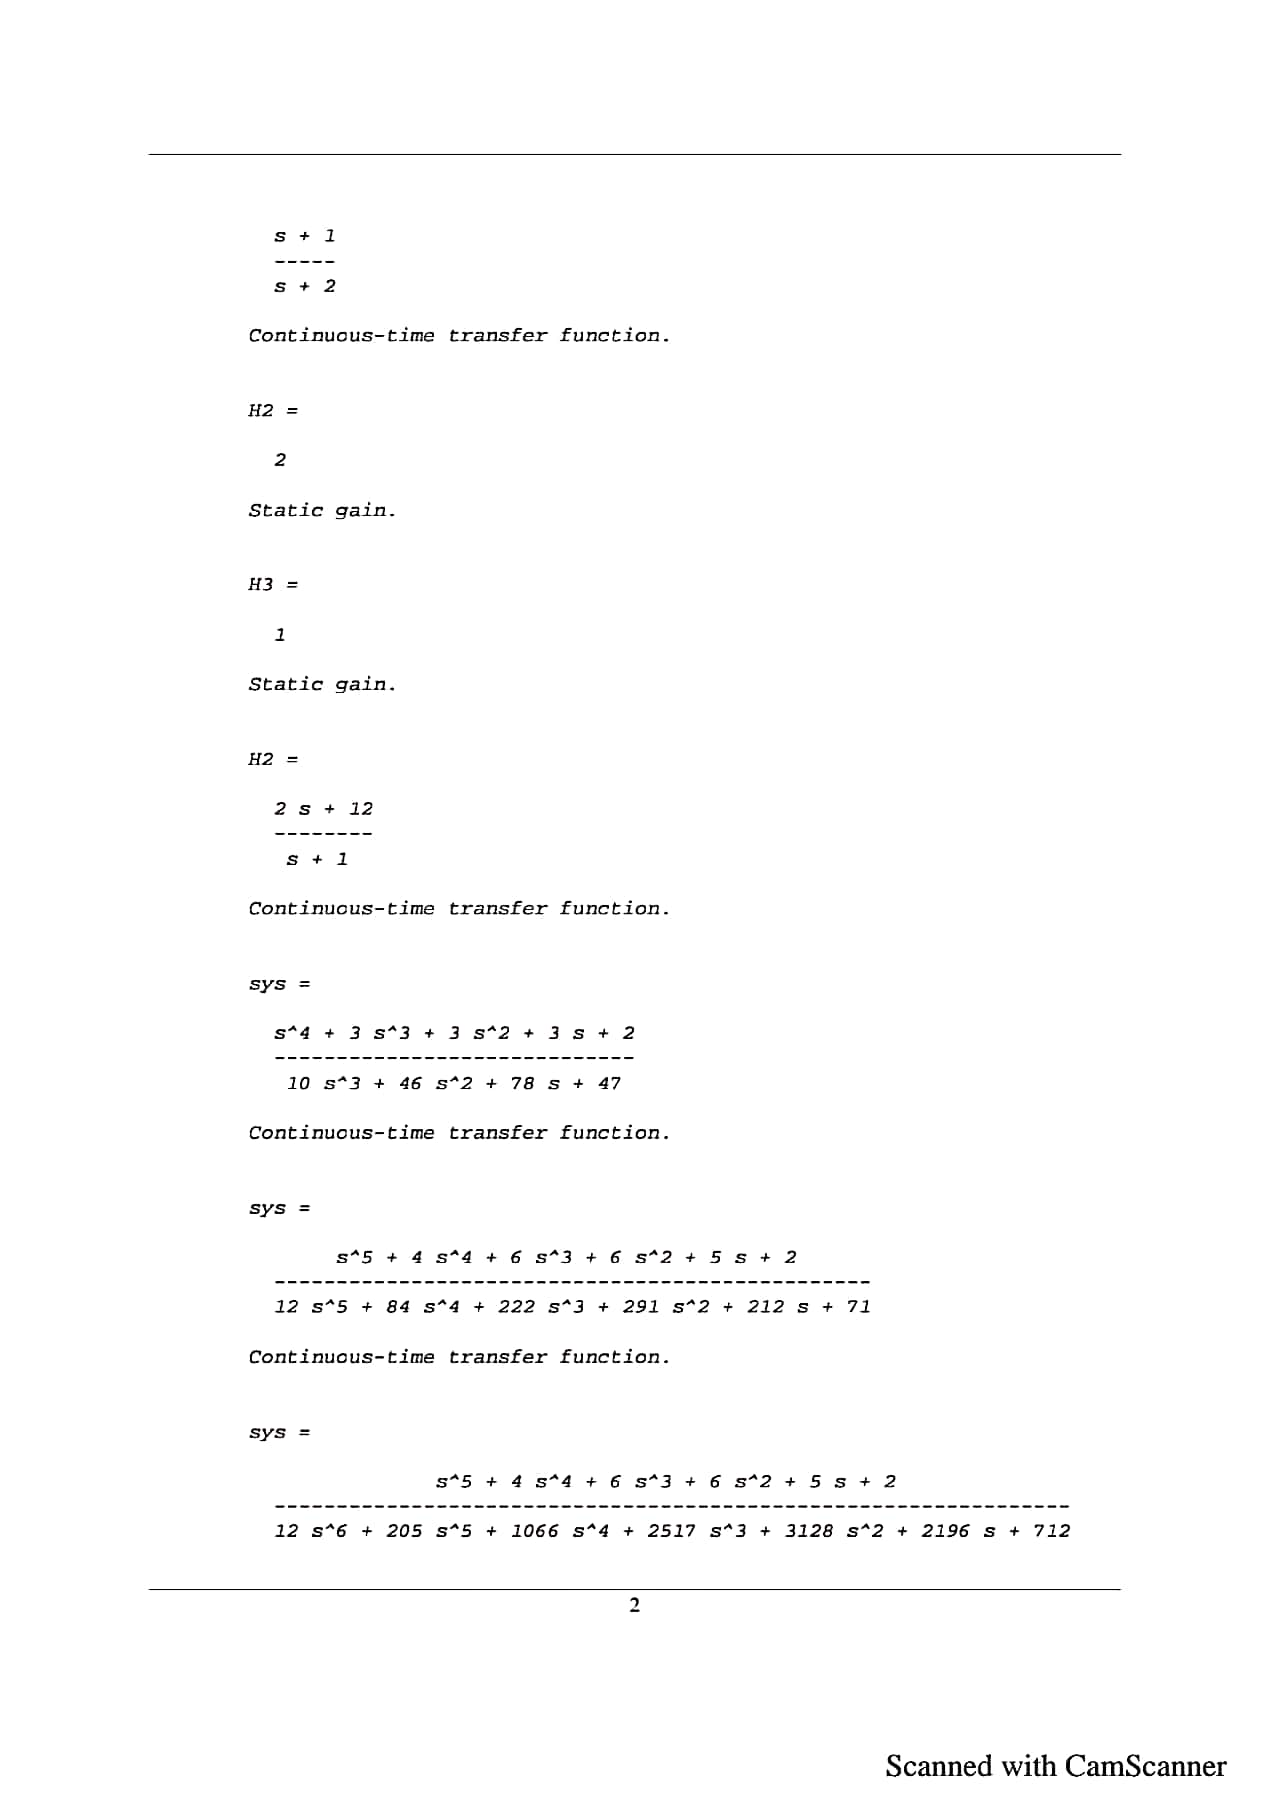 s + 1
-----
s + 2
Continuous-time transfer function.
H2 =
2
Static gain.
H3 =
1
Static gain.
H2 =
2 s + 12
--------
s + 1
Continuous-time transfer function.
sys =
s^4 + 3 s^3 + 3 s^2 + 3 s + 2
-----------------------------
10 s^3 + 46 s^2 + 78 s + 47
Continuous-time transfer function.
sys =
s^5 + 4 s^4 + 6 s^3 + 6 s^2 + 5 s + 2
------------------------------------------------
12 s^5 + 84 s^4 + 222 s^3 + 291 s^2 + 212 s + 71
Continuous-time transfer function.
sys =
s^5 + 4 s^4 + 6 s^3 + 6 s^2 + 5 s + 2
----------------------------------------------------------------
12 s^6 + 205 s^5 + 1066 s^4 + 2517 s^3 + 3128 s^2 + 2196 s + 712
2
Scanned with CamScanner